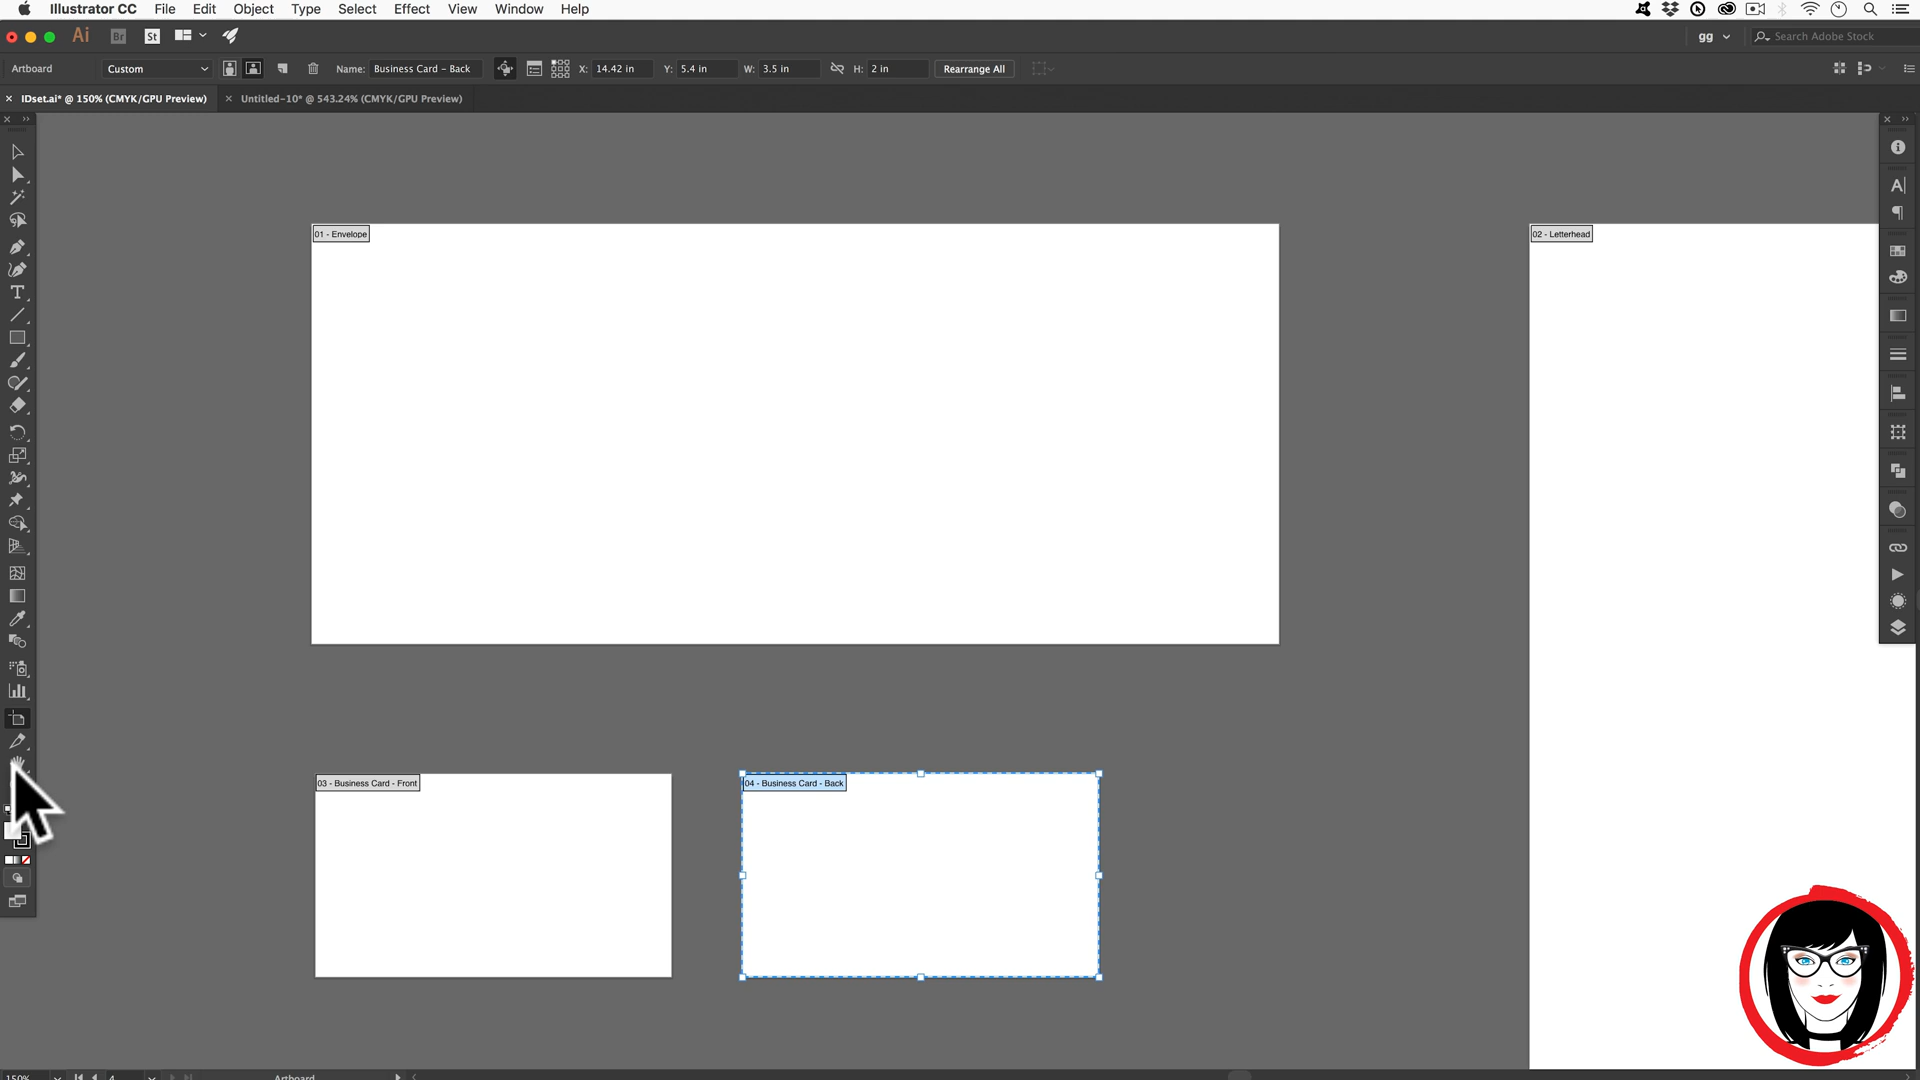 Illustrator CC File Edit Object Type Select Effect View Window Help
Ai Br St gg Search Adobe Stock
Artboard Custom Name: Business Card - Back X: 14.42 in Y: 5.4 in W: 3.5 in H: 2 in Rearrange All
IDset.ai* @ 150% (CMYK/GPU Preview) Untitled-10* @ 543.24% (CMYK/GPU Preview)
01 - Envelope
02 - Letterhead
03 - Business Card - Front
04 - Business Card - Back
150% 4 Artboard